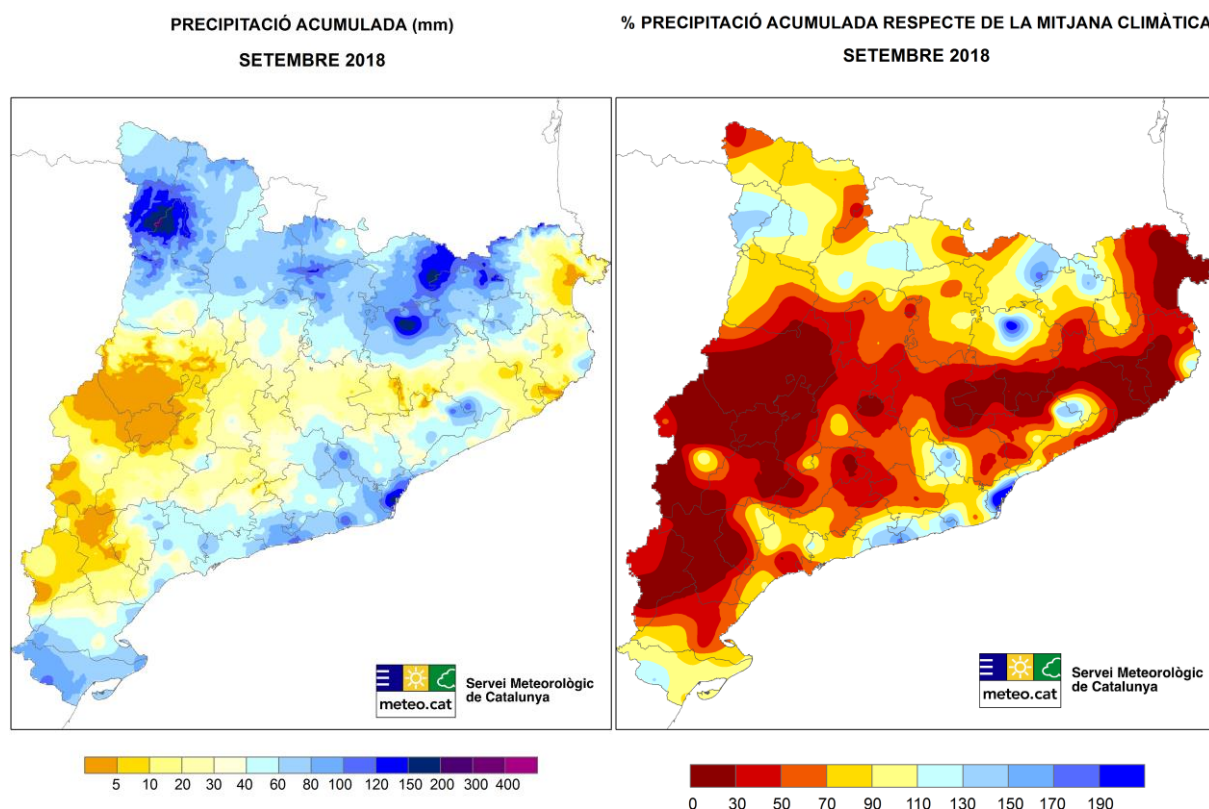 PRECIPITACIÓ ACUMULADA (mm)
SETEMBRE 2018
% PRECIPITACIÓ ACUMULADA RESPECTE DE LA MITJANA CLIMÀTICA
SETEMBRE 2018
meteo.cat
Servei Meteorològic
de Catalunya
meteo.cat
Servei Meteorològic
de Catalunya
5 10 20 30 40 60 80 100 120 150 200 300 400
0 30 50 70 90 110 130 150 170 190